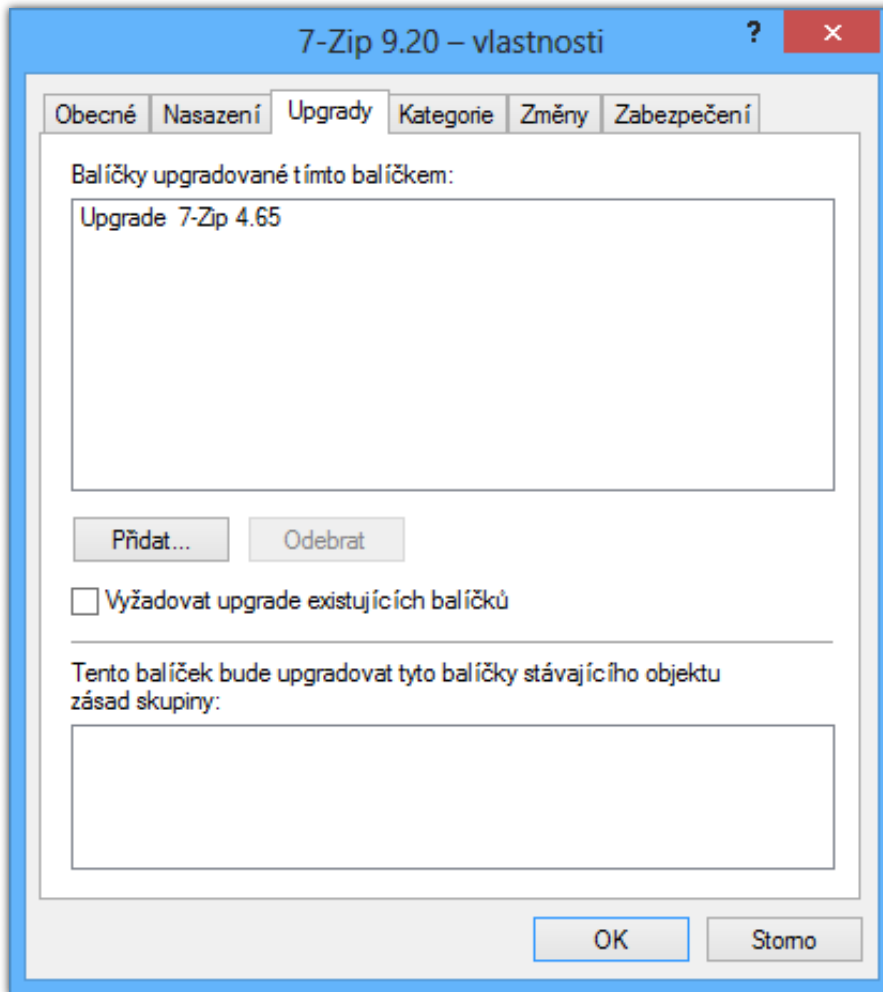 7-Zip 9.20 – vlastnosti ?
Obecné Nasazení Upgrady Kategorie Změny Zabezpečení
Balíčky upgradované tímto balíčkem:
Upgrade 7-Zip 4.65
Přidat... Odebrat
Vyžadovat upgrade existujících balíčků
Tento balíček bude upgradovat tyto balíčky stávajícího objektu
zásad skupiny:
OK Storno